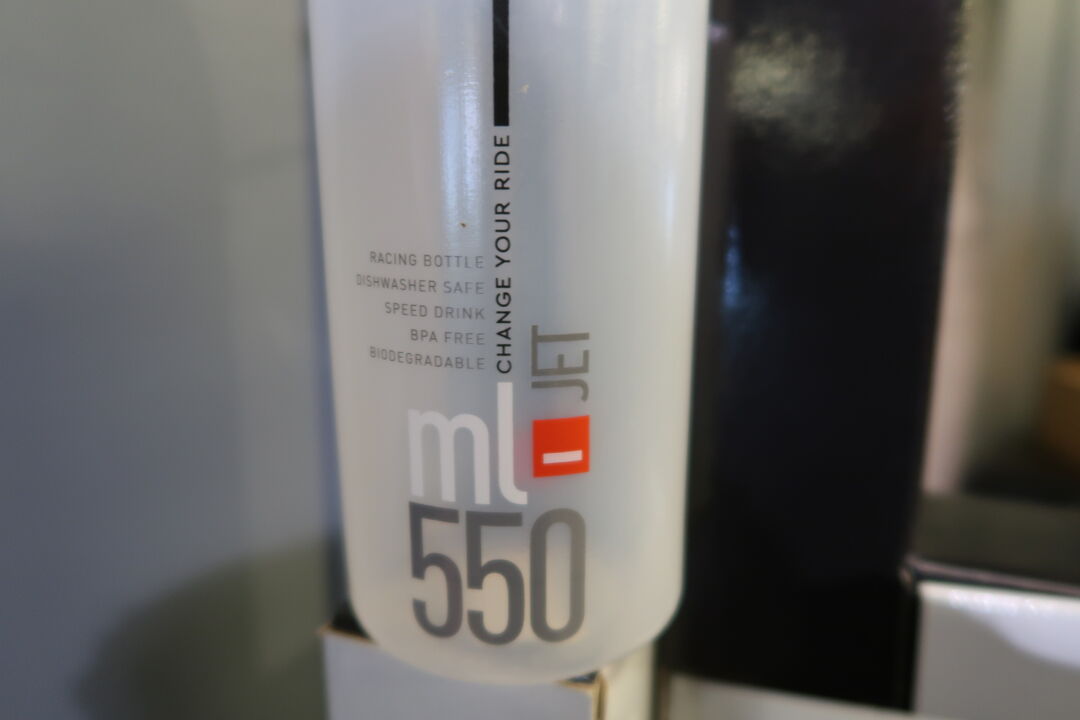 CHANGE YOUR RIDE
RACING BOTTLE
DISHWASHER SAFE
SPEED DRINK
BPA FREE
BIODEGRADABLE
JET
ml
550